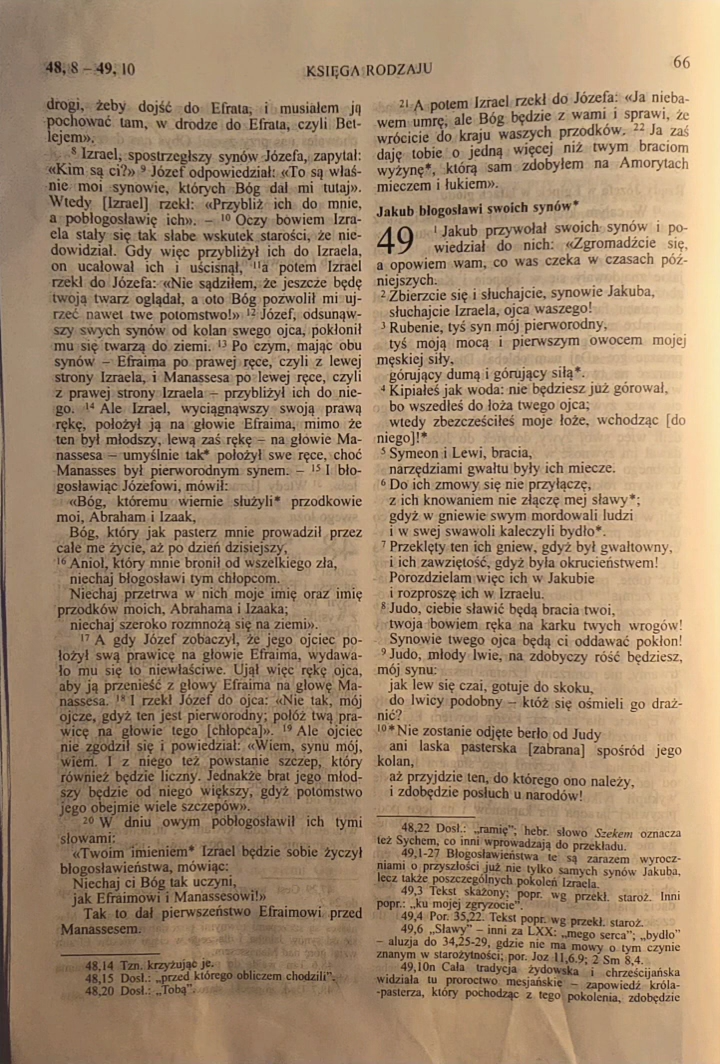 48, 8 – 49, 10
KSIĘGA RODZAJU
66
drogi, żeby dojść do Efrata, i musiałem ją
pochować tam, w drodze do Efrata, czyli Bet-
lejem».
8 Izrael, spostrzegłszy synów Józefa, zapytał:
«Kim są ci?» 9 Józef odpowiedział: «To są właś-
nie moi synowie, których Bóg dał mi tutaj».
Wtedy [Izrael] rzekł: «Przybliż ich do mnie,
a pobłogosławię ich». – 10 Oczy bowiem Izra-
ela stały się tak słabe wskutek starości, że nie-
dowidział. Gdy więc przybliżył ich do Izraela,
on ucałował ich i uścisnął, 11 a potem Izrael
rzekł do Józefa: «Nie sądziłem, że jeszcze będę
twoją twarz oglądał, a oto Bóg pozwolił mi uj-
rzeć nawet twe potomstwo!» 12 Józef, odsunąw-
szy swych synów od kolan swego ojca, pokłonił
mu się twarzą do ziemi. 13 Po czym, mając obu
synów – Efraima po prawej ręce, czyli z lewej
strony Izraela, i Manassesa po lewej ręce, czyli
z prawej strony Izraela – przybliżył ich do nie-
go. 14 Ale Izrael, wyciągnąwszy swoją prawą
rękę, położył ją na głowie Efraima, mimo że
ten był młodszy, lewą zaś rękę – na głowie Ma-
nassesa – umyślnie tak* położył swe ręce, choć
Manasses był pierworodnym synem. – 15 I bło-
gosławiąc Józefowi, mówił:
«Bóg, któremu wiernie służyli* przodkowie
moi, Abraham i Izaak,
Bóg, który jak pasterz mnie prowadził przez
całe me życie, aż po dzień dzisiejszy,
16 Anioł, który mnie bronił od wszelkiego zła,
niechaj błogosławi tym chłopcom.
Niechaj przetrwa w nich moje imię oraz imię
przodków moich, Abrahama i Izaaka;
niechaj szeroko rozmnożą się na ziemi».
17 A gdy Józef zobaczył, że jego ojciec po-
łożył swą prawicę na głowie Efraima, wydawa-
ło mu się to niewłaściwe. Ujął więc rękę ojca,
aby ją przenieść z głowy Efraima na głowę Ma-
nassesa. 18 I rzekł Józef do ojca: «Nie tak, mój
ojcze, gdyż ten jest pierworodny; połóż twą pra-
wicę na głowie tego [chłopca]». 19 Ale ojciec
nie zgodził się i powiedział: «Wiem, synu mój,
wiem. I z niego też powstanie szczep, który
również będzie liczny. Jednakże brat jego młod-
szy będzie od niego większy, gdyż potomstwo
jego obejmie wiele szczepów».
20 W dniu owym pobłogosławił ich tymi
słowami:
«Twoim imieniem* Izrael będzie sobie życzył
błogosławieństwa, mówiąc:
Niechaj ci Bóg tak uczyni,
jak Efraimowi i Manassesowi!»
Tak to dał pierwszeństwo Efraimowi przed
Manassesem.
48,14 Tzn. krzyżując je.
48,15 Dosł.: „przed którego obliczem chodzili”.
48,20 Dosł.: „Tobą”.
21 A potem Izrael rzekł do Józefa: «Ja nieba-
wem umrę, ale Bóg będzie z wami i sprawi, że
wrócicie do kraju waszych przodków. 22 Ja zaś
daję tobie o jedną więcej niż twym braciom
wyżynę*, którą sam zdobyłem na Amorytach
mieczem i łukiem».
Jakub błogosławi swoich synów*
49 1 Jakub przywołał swoich synów i po-
wiedział do nich: «Zgromadźcie się,
a opowiem wam, co was czeka w czasach póź-
niejszych.
2 Zbierzcie się i słuchajcie, synowie Jakuba,
słuchajcie Izraela, ojca waszego!
3 Rubenie, tyś syn mój pierworodny,
tyś moją mocą i pierwszym owocem mojej
męskiej siły,
górujący dumą i górujący siłą*.
4 Kipiałeś jak woda: nie będziesz już górował,
bo wszedłeś do łoża twego ojca;
wtedy zbezcześciłeś moje łoże, wchodząc [do
niego]!*
5 Symeon i Lewi, bracia,
narzędziami gwałtu były ich miecze.
6 Do ich zmowy się nie przyłączę,
z ich knowaniem nie złączę mej sławy*;
gdyż w gniewie swym mordowali ludzi
i w swej swawoli kaleczyli bydło*.
7 Przeklęty ten ich gniew, gdyż był gwałtowny,
i ich zawziętość, gdyż była okrucieństwem!
Porozdzielam więc ich w Jakubie
i rozproszę ich w Izraelu.
8 Judo, ciebie sławić będą bracia twoi,
twoja bowiem ręka na karku twych wrogów!
Synowie twego ojca będą ci oddawać pokłon!
9 Judo, młody lwie, na zdobyczy róść będziesz,
mój synu:
jak lew się czai, gotuje do skoku,
do lwicy podobny – któż się ośmieli go draż-
nić?
10 *Nie zostanie odjęte berło od Judy
ani laska pasterska [zabrana] spośród jego
kolan,
aż przyjdzie ten, do którego ono należy,
i zdobędzie posłuch u narodów!
48,22 Dosł.: „ramię”; hebr. słowo Szekem oznacza
też Sychem, co inni wprowadzają do przekładu.
49,1-27 Błogosławieństwa te są zarazem wyrocz-
niami o przyszłości już nie tylko samych synów Jakuba,
lecz także poszczególnych pokoleń Izraela.
49,3 Tekst skażony; popr. wg przekł. staroż. Inni
popr.: „ku mojej zgryzocie”.
49,4 Por. 35,22. Tekst popr. wg przekł. staroż.
49,6 „Sławy” – inni za LXX: „mego serca”; „bydło”
– aluzja do 34,25-29, gdzie nie ma mowy o tym czynie
znanym w starożytności; por. Joz 11,6.9; 2 Sm 8,4.
49,10n Cała tradycja żydowska i chrześcijańska
widziała tu proroctwo mesjańskie – zapowiedź króla-
-pasterza, który pochodząc z tego pokolenia, zdobędzie